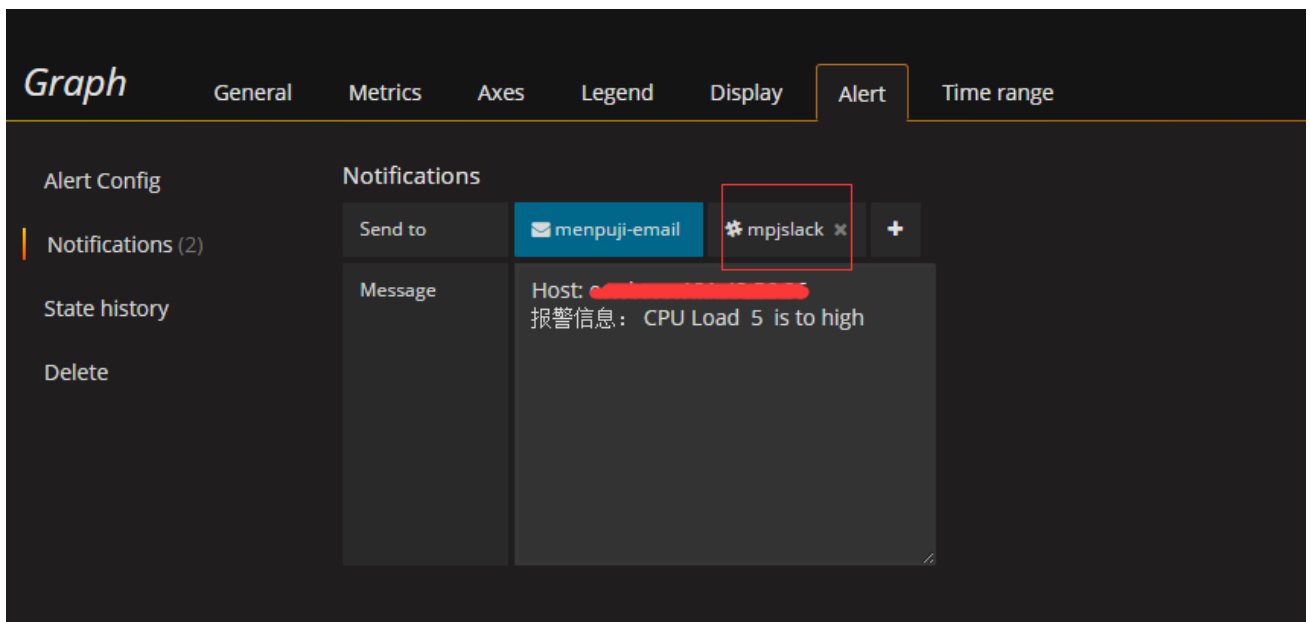 Graph
General
Metrics
Axes
Legend
Display
Alert
Time range
Alert Config
Notifications (2)
State history
Delete
Notifications
Send to
menpuji-email
mpjslack
Message
Host:
报警信息： CPU Load 5 is to high